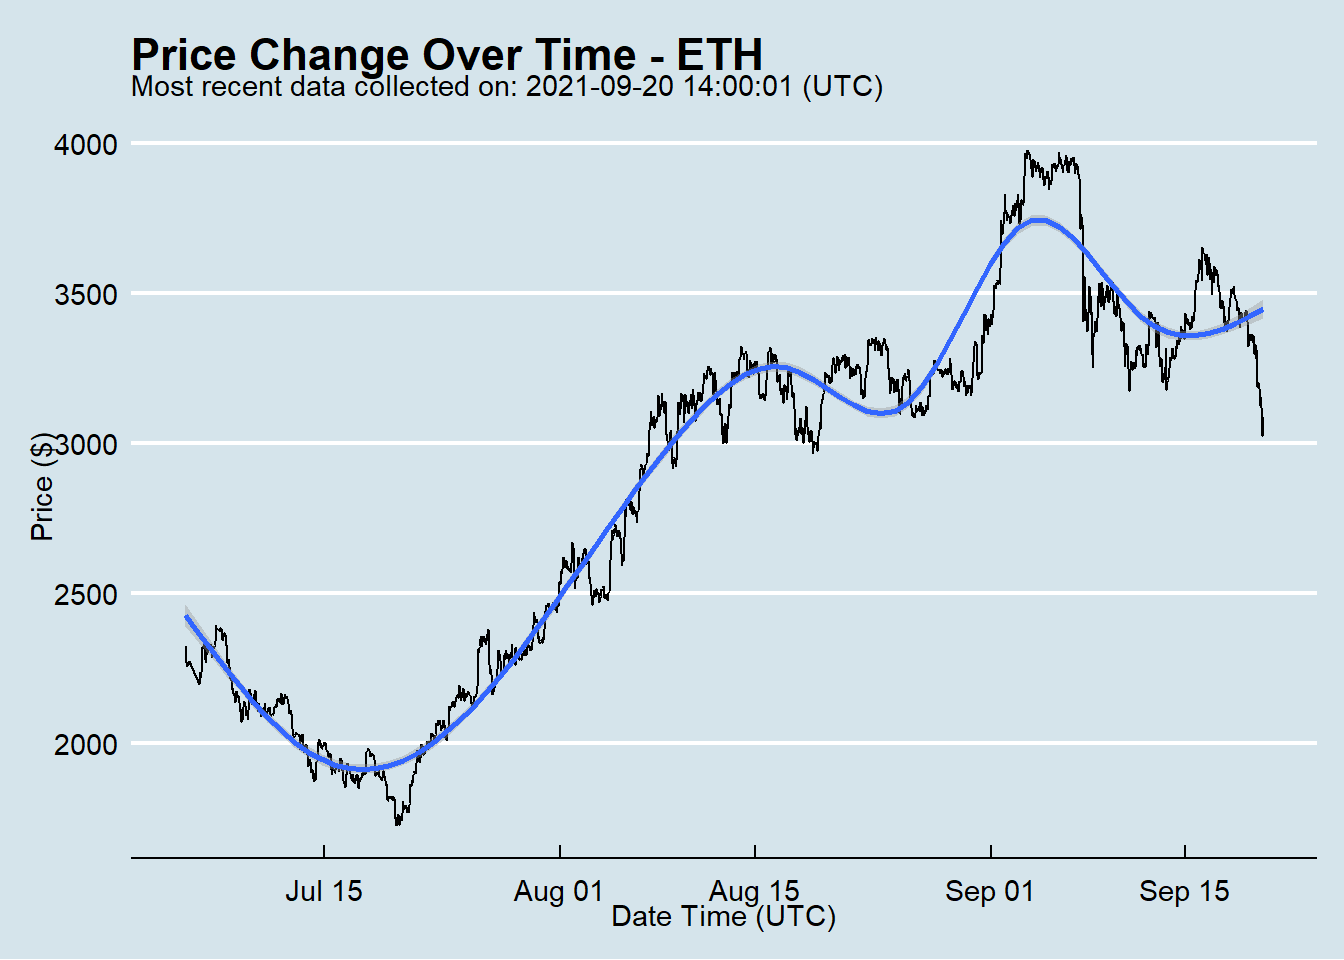 Price Change Over Time - ETH
Most recent data collected on: 2021-09-20 14:00:01 (UTC)
4000
3500
3000
2500
2000
Price ($)
Jul 15
Aug 01
Aug 15
Sep 01
Sep 15
Date Time (UTC)